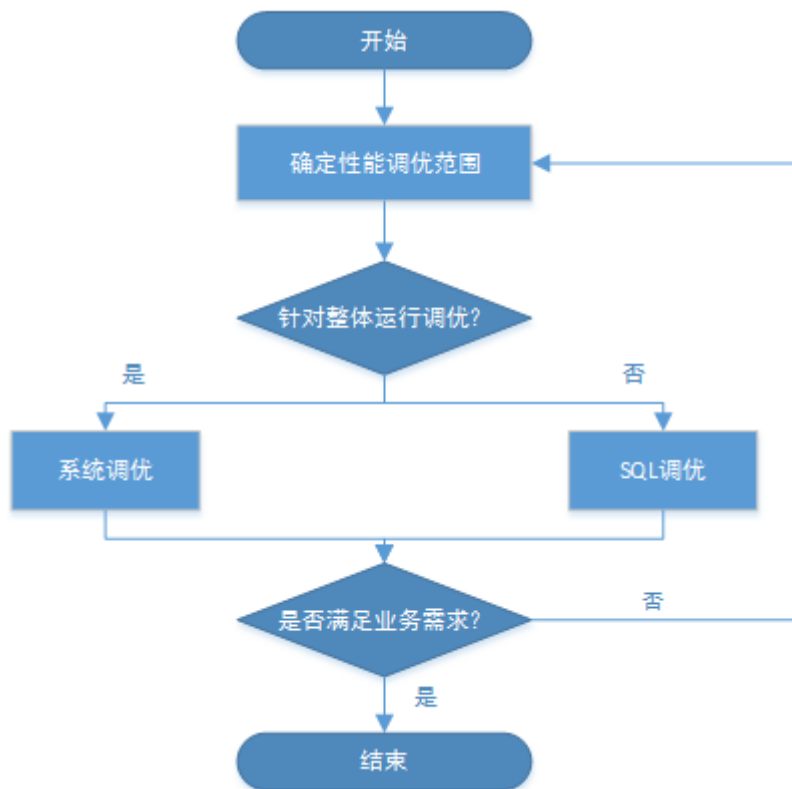 开始
确定性能调优范围
针对整体运行调优?
是
否
系统调优
SQL调优
是否满足业务需求?
否
是
结束